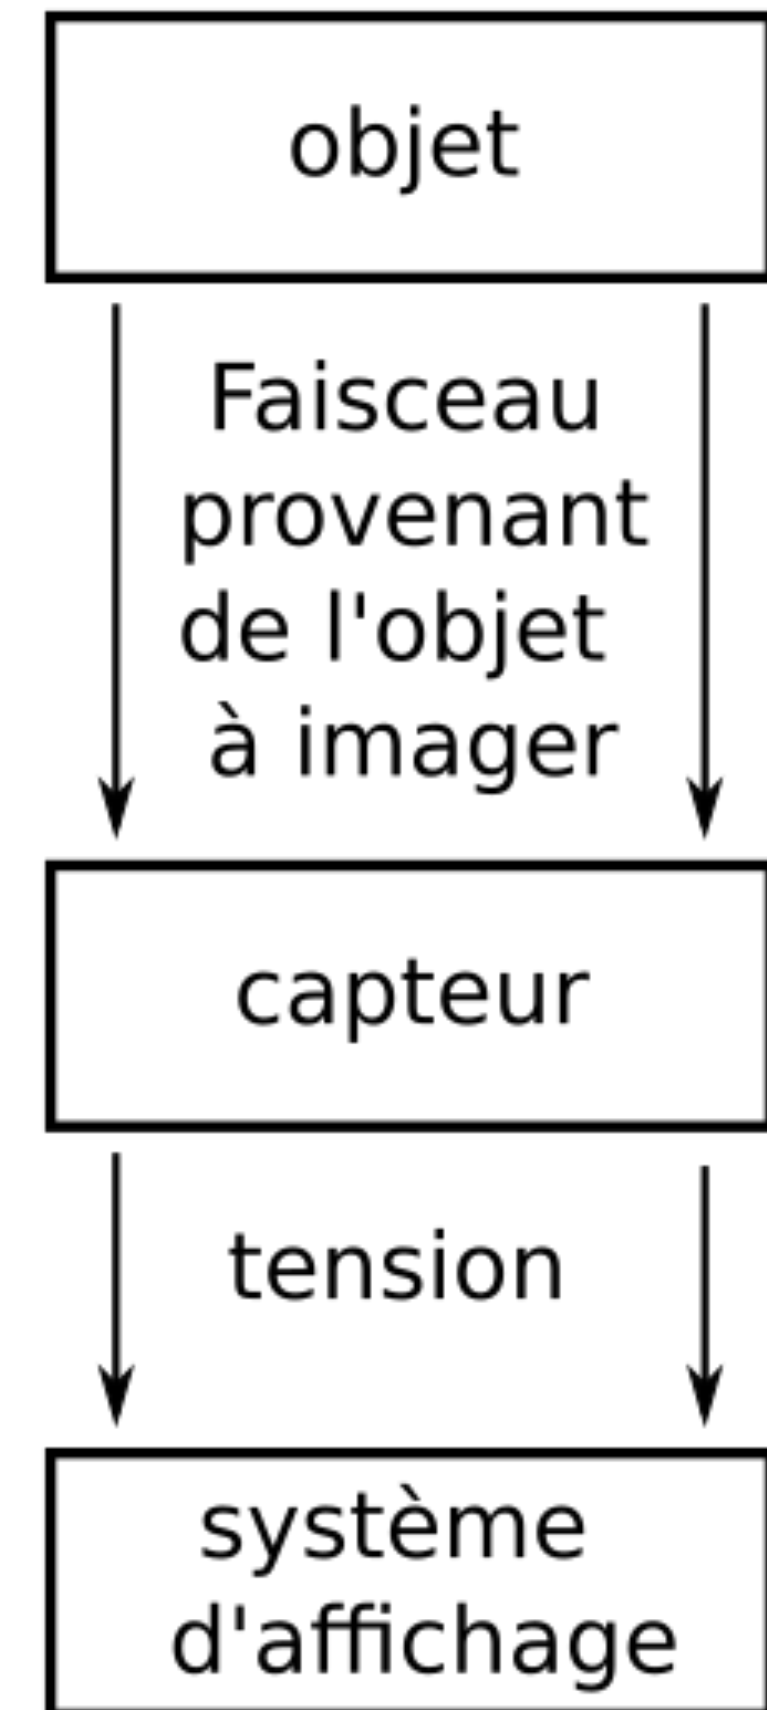 objet
Faisceau
provenant
de l'objet
à imager
capteur
tension
système
d'affichage